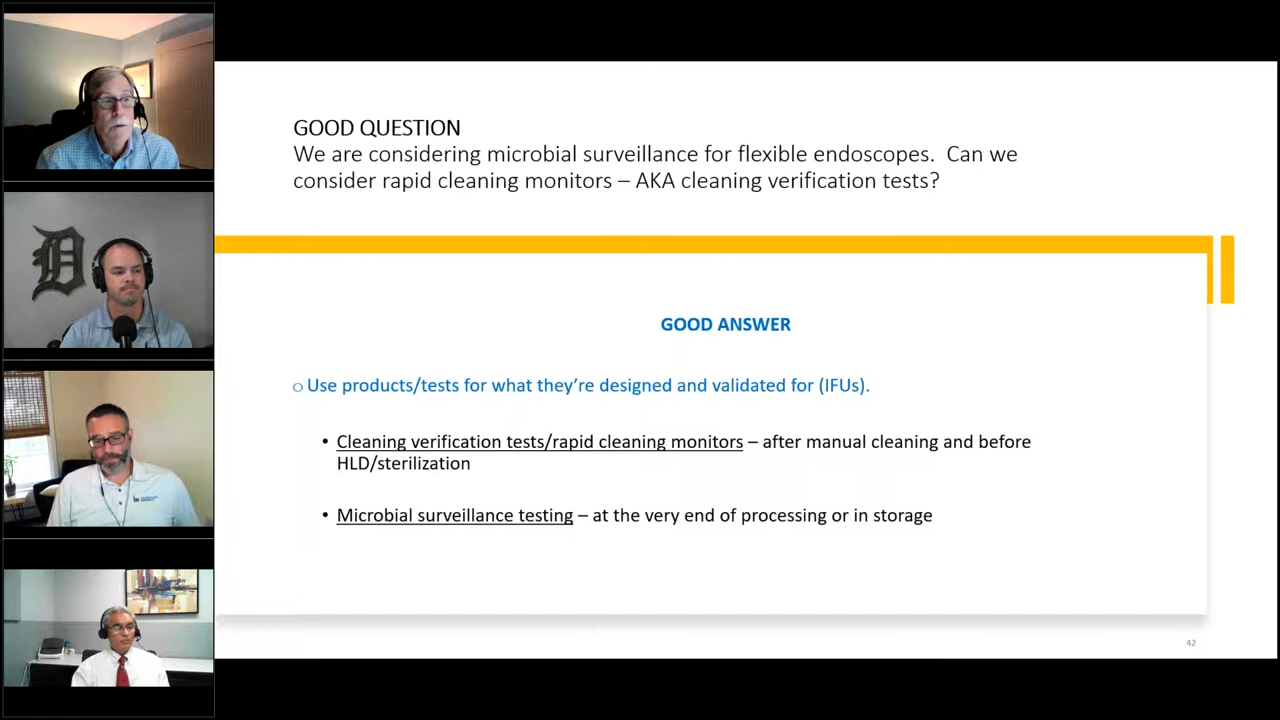 GOOD QUESTION
We are considering microbial surveillance for flexible endoscopes.  Can we
consider rapid cleaning monitors – AKA cleaning verification tests?
GOOD ANSWER
o Use products/tests for what they’re designed and validated for (IFUs).
• Cleaning verification tests/rapid cleaning monitors – after manual cleaning and before
HLD/sterilization
• Microbial surveillance testing – at the very end of processing or in storage
42